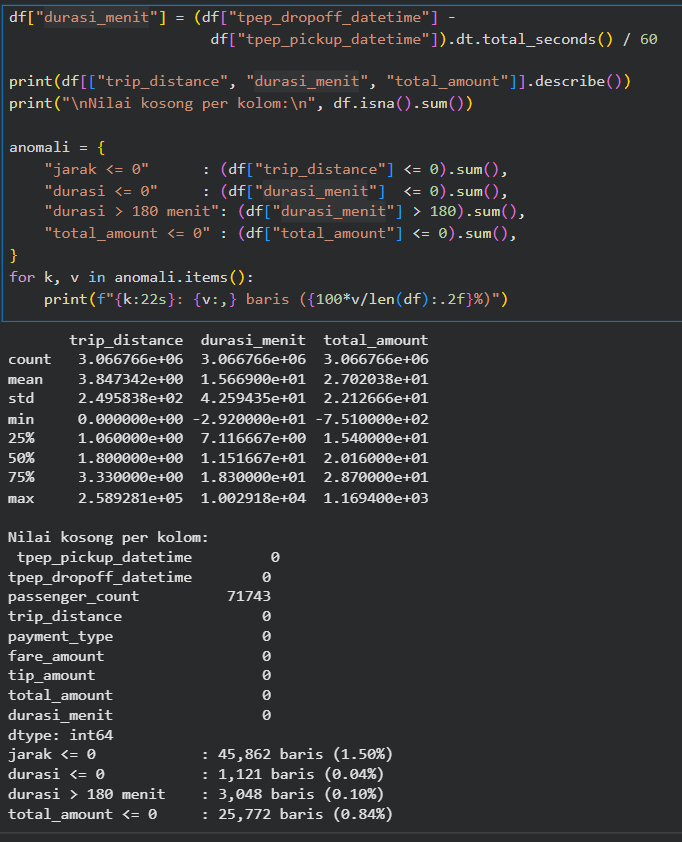 df["durasi_menit"] = (df["tpep_dropoff_datetime"] -
                      df["tpep_pickup_datetime"]).dt.total_seconds() / 60
print(df[["trip_distance", "durasi_menit", "total_amount"]].describe())
print("\nNilai kosong per kolom:\n", df.isna().sum())
anomali = {
    "jarak <= 0"      : (df["trip_distance"] <= 0).sum(),
    "durasi <= 0"     : (df["durasi_menit"]  <= 0).sum(),
    "durasi > 180 menit": (df["durasi_menit"] > 180).sum(),
    "total_amount <= 0" : (df["total_amount"] <= 0).sum(),
}
for k, v in anomali.items():
    print(f"{k:22s}: {v:,} baris ({100*v/len(df):.2f}%)")
       trip_distance  durasi_menit  total_amount
count   3.066766e+06  3.066766e+06  3.066766e+06
mean    3.847342e+00  1.566900e+01  2.702038e+01
std     2.495838e+02  4.259435e+01  2.212666e+01
min     0.000000e+00 -2.920000e+01 -7.510000e+02
25%     1.060000e+00  7.116667e+00  1.540000e+01
50%     1.800000e+00  1.151667e+01  2.016000e+01
75%     3.330000e+00  1.830000e+01  2.870000e+01
max     2.589281e+05  1.002918e+04  1.169400e+03
Nilai kosong per kolom:
 tpep_pickup_datetime         0
tpep_dropoff_datetime        0
passenger_count          71743
trip_distance                0
payment_type                 0
fare_amount                  0
tip_amount                   0
total_amount                 0
durasi_menit                 0
dtype: int64
jarak <= 0            : 45,862 baris (1.50%)
durasi <= 0           : 1,121 baris (0.04%)
durasi > 180 menit    : 3,048 baris (0.10%)
total_amount <= 0     : 25,772 baris (0.84%)